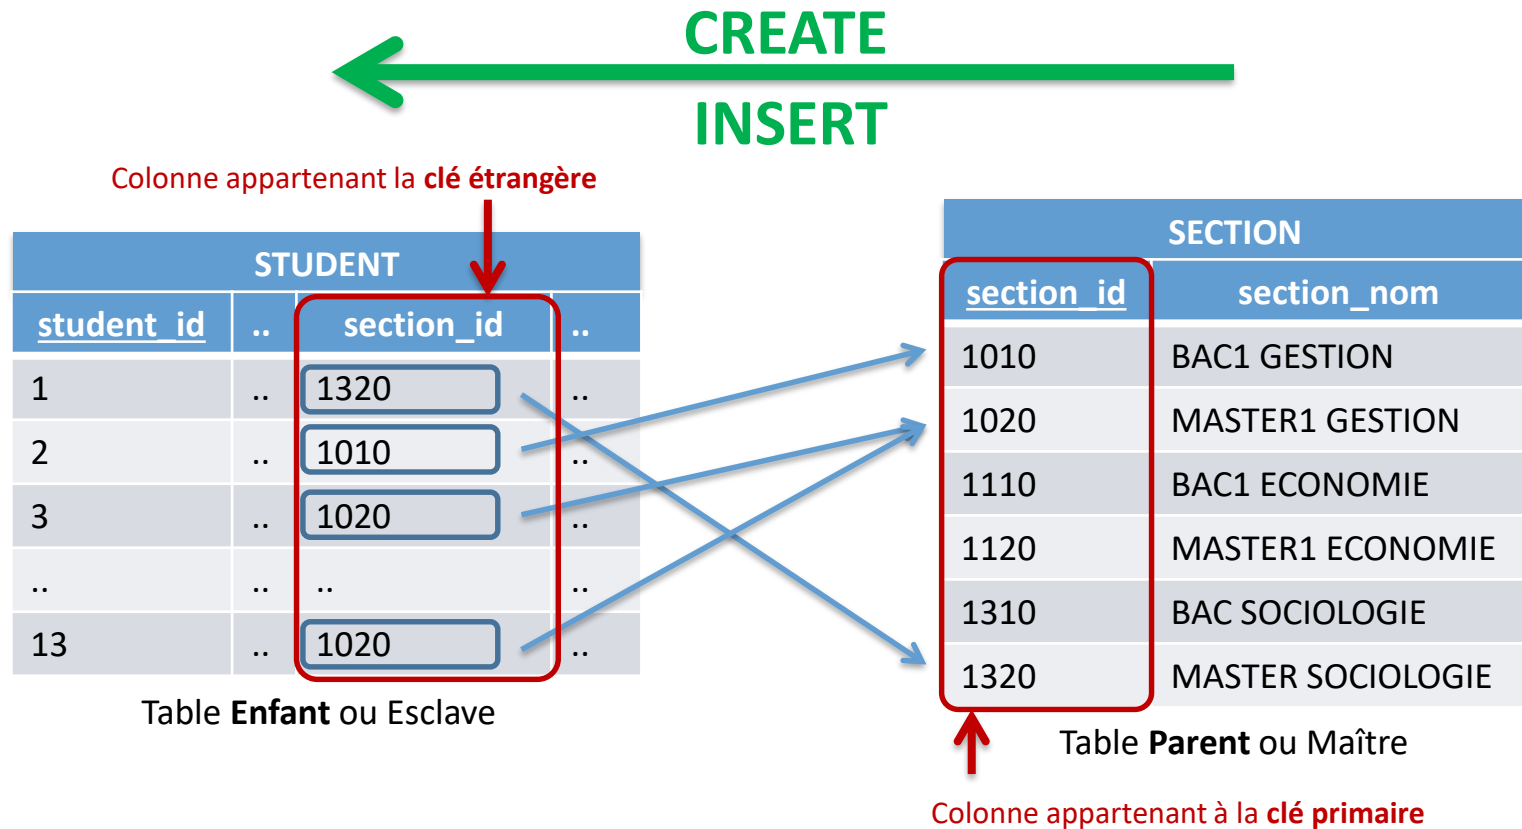 CREATE
INSERT
Colonne appartenant la clé étrangère
STUDENT
student_id .. section_id ..
1 .. 1320 ..
2 .. 1010 ..
3 .. 1020 ..
.. .. .. ..
13 .. 1020 ..
Table Enfant ou Esclave
SECTION
section_id section_nom
1010 BAC1 GESTION
1020 MASTER1 GESTION
1110 BAC1 ECONOMIE
1120 MASTER1 ECONOMIE
1310 BAC SOCIOLOGIE
1320 MASTER SOCIOLOGIE
Table Parent ou Maître
Colonne appartenant à la clé primaire